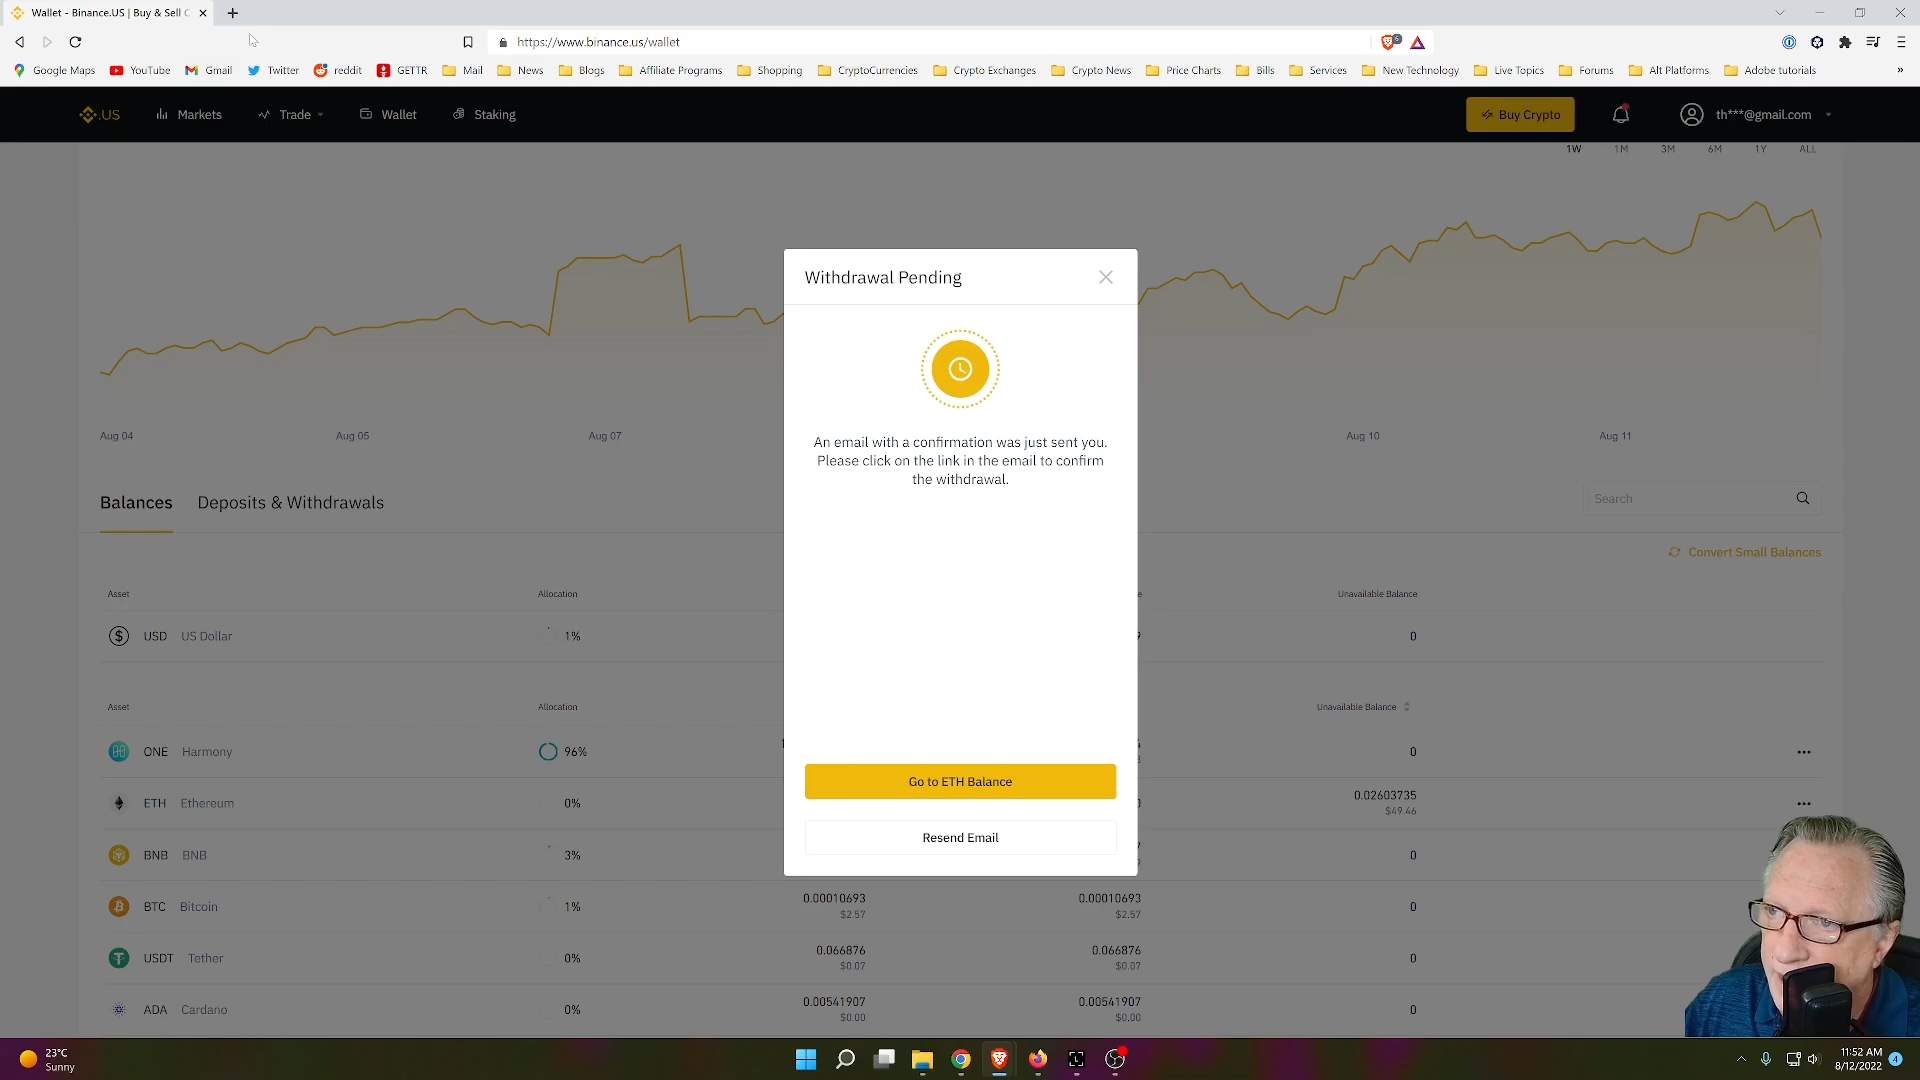 Wallet - Binance.US | Buy & Sell C
https://www.binance.us/wallet
Google Maps YouTube Gmail Twitter reddit GETTR Mail News Blogs Affiliate Programs Shopping CryptoCurrencies Crypto Exchanges Crypto News Price Charts Bills Services New Technology Live Topics Forums Alt Platforms Adobe tutorials »
.US Markets Trade Wallet Staking Buy Crypto th***@gmail.com
1W 1M 3M 6M 1Y ALL
Withdrawal Pending
An email with a confirmation was just sent you.
Please click on the link in the email to confirm
the withdrawal.
Aug 04 Aug 05 Aug 07 Aug 10 Aug 11
Balances Deposits & Withdrawals Search
Convert Small Balances
Asset Allocation Unavailable Balance
USD US Dollar 1% 0
Asset Allocation Unavailable Balance
ONE Harmony 96% 0
Go to ETH Balance
ETH Ethereum 0% 0.02603735
$49.46
Resend Email
BNB BNB 3% 0
BTC Bitcoin 1% 0.00010693 0.00010693 0
$2.57 $2.57
USDT Tether 0% 0.066876 0.066876 0
$0.07 $0.07
ADA Cardano 0% 0.00541907 0.00541907 0
$0.00 $0.00
23°C
Sunny
11:52 AM
8/12/2022
4